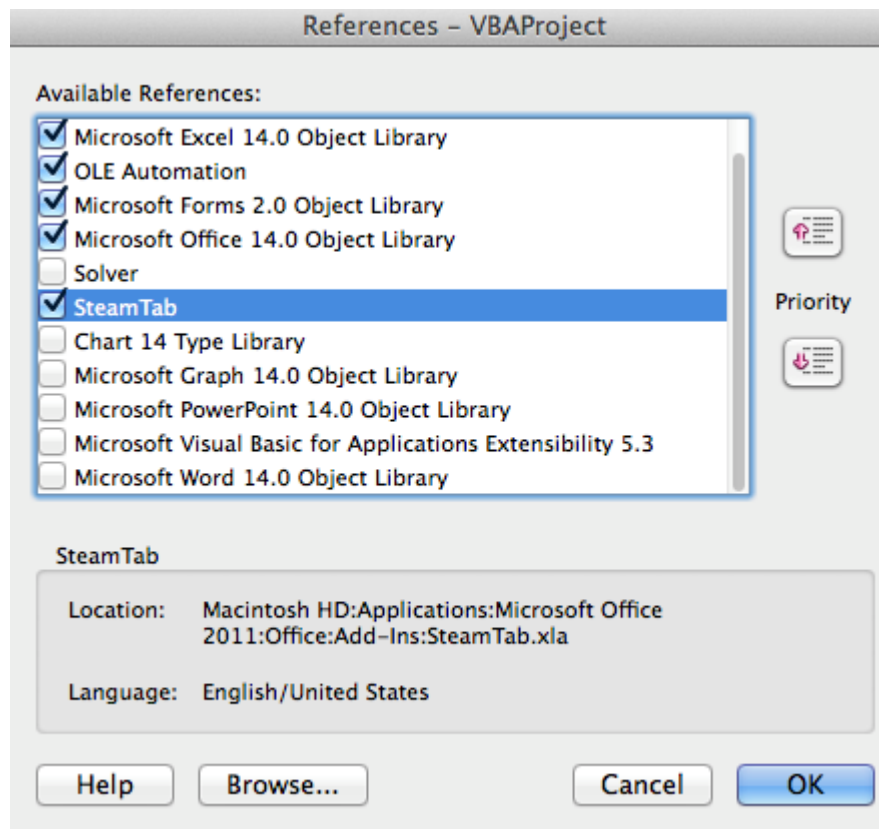 References – VBAProject
Available References:
Microsoft Excel 14.0 Object Library
OLE Automation
Microsoft Forms 2.0 Object Library
Microsoft Office 14.0 Object Library
Solver
SteamTab
Priority
Chart 14 Type Library
Microsoft Graph 14.0 Object Library
Microsoft PowerPoint 14.0 Object Library
Microsoft Visual Basic for Applications Extensibility 5.3
Microsoft Word 14.0 Object Library
SteamTab
Location: Macintosh HD:Applications:Microsoft Office
2011:Office:Add-Ins:SteamTab.xla
Language: English/United States
Help Browse... Cancel OK